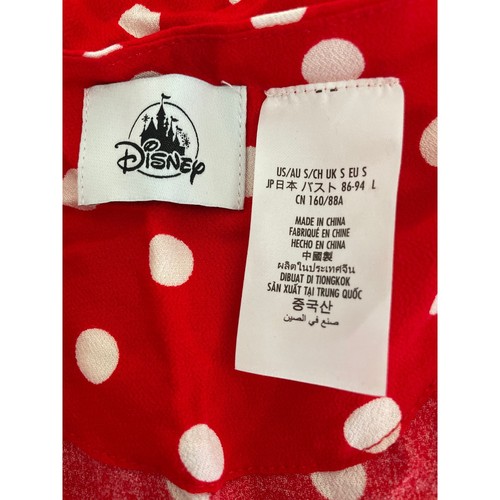 Disney
US/AU S/CH UK S EU S
JP日本 バスト 86-94 L
CN 160/88A
MADE IN CHINA
FABRIQUÉ EN CHINE
HECHO EN CHINA
中國製
ผลิตในประเทศจีน
DIBUAT DI TIONGKOK
SẢN XUẤT TẠI TRUNG QUỐC
중국산
صنع في الصين